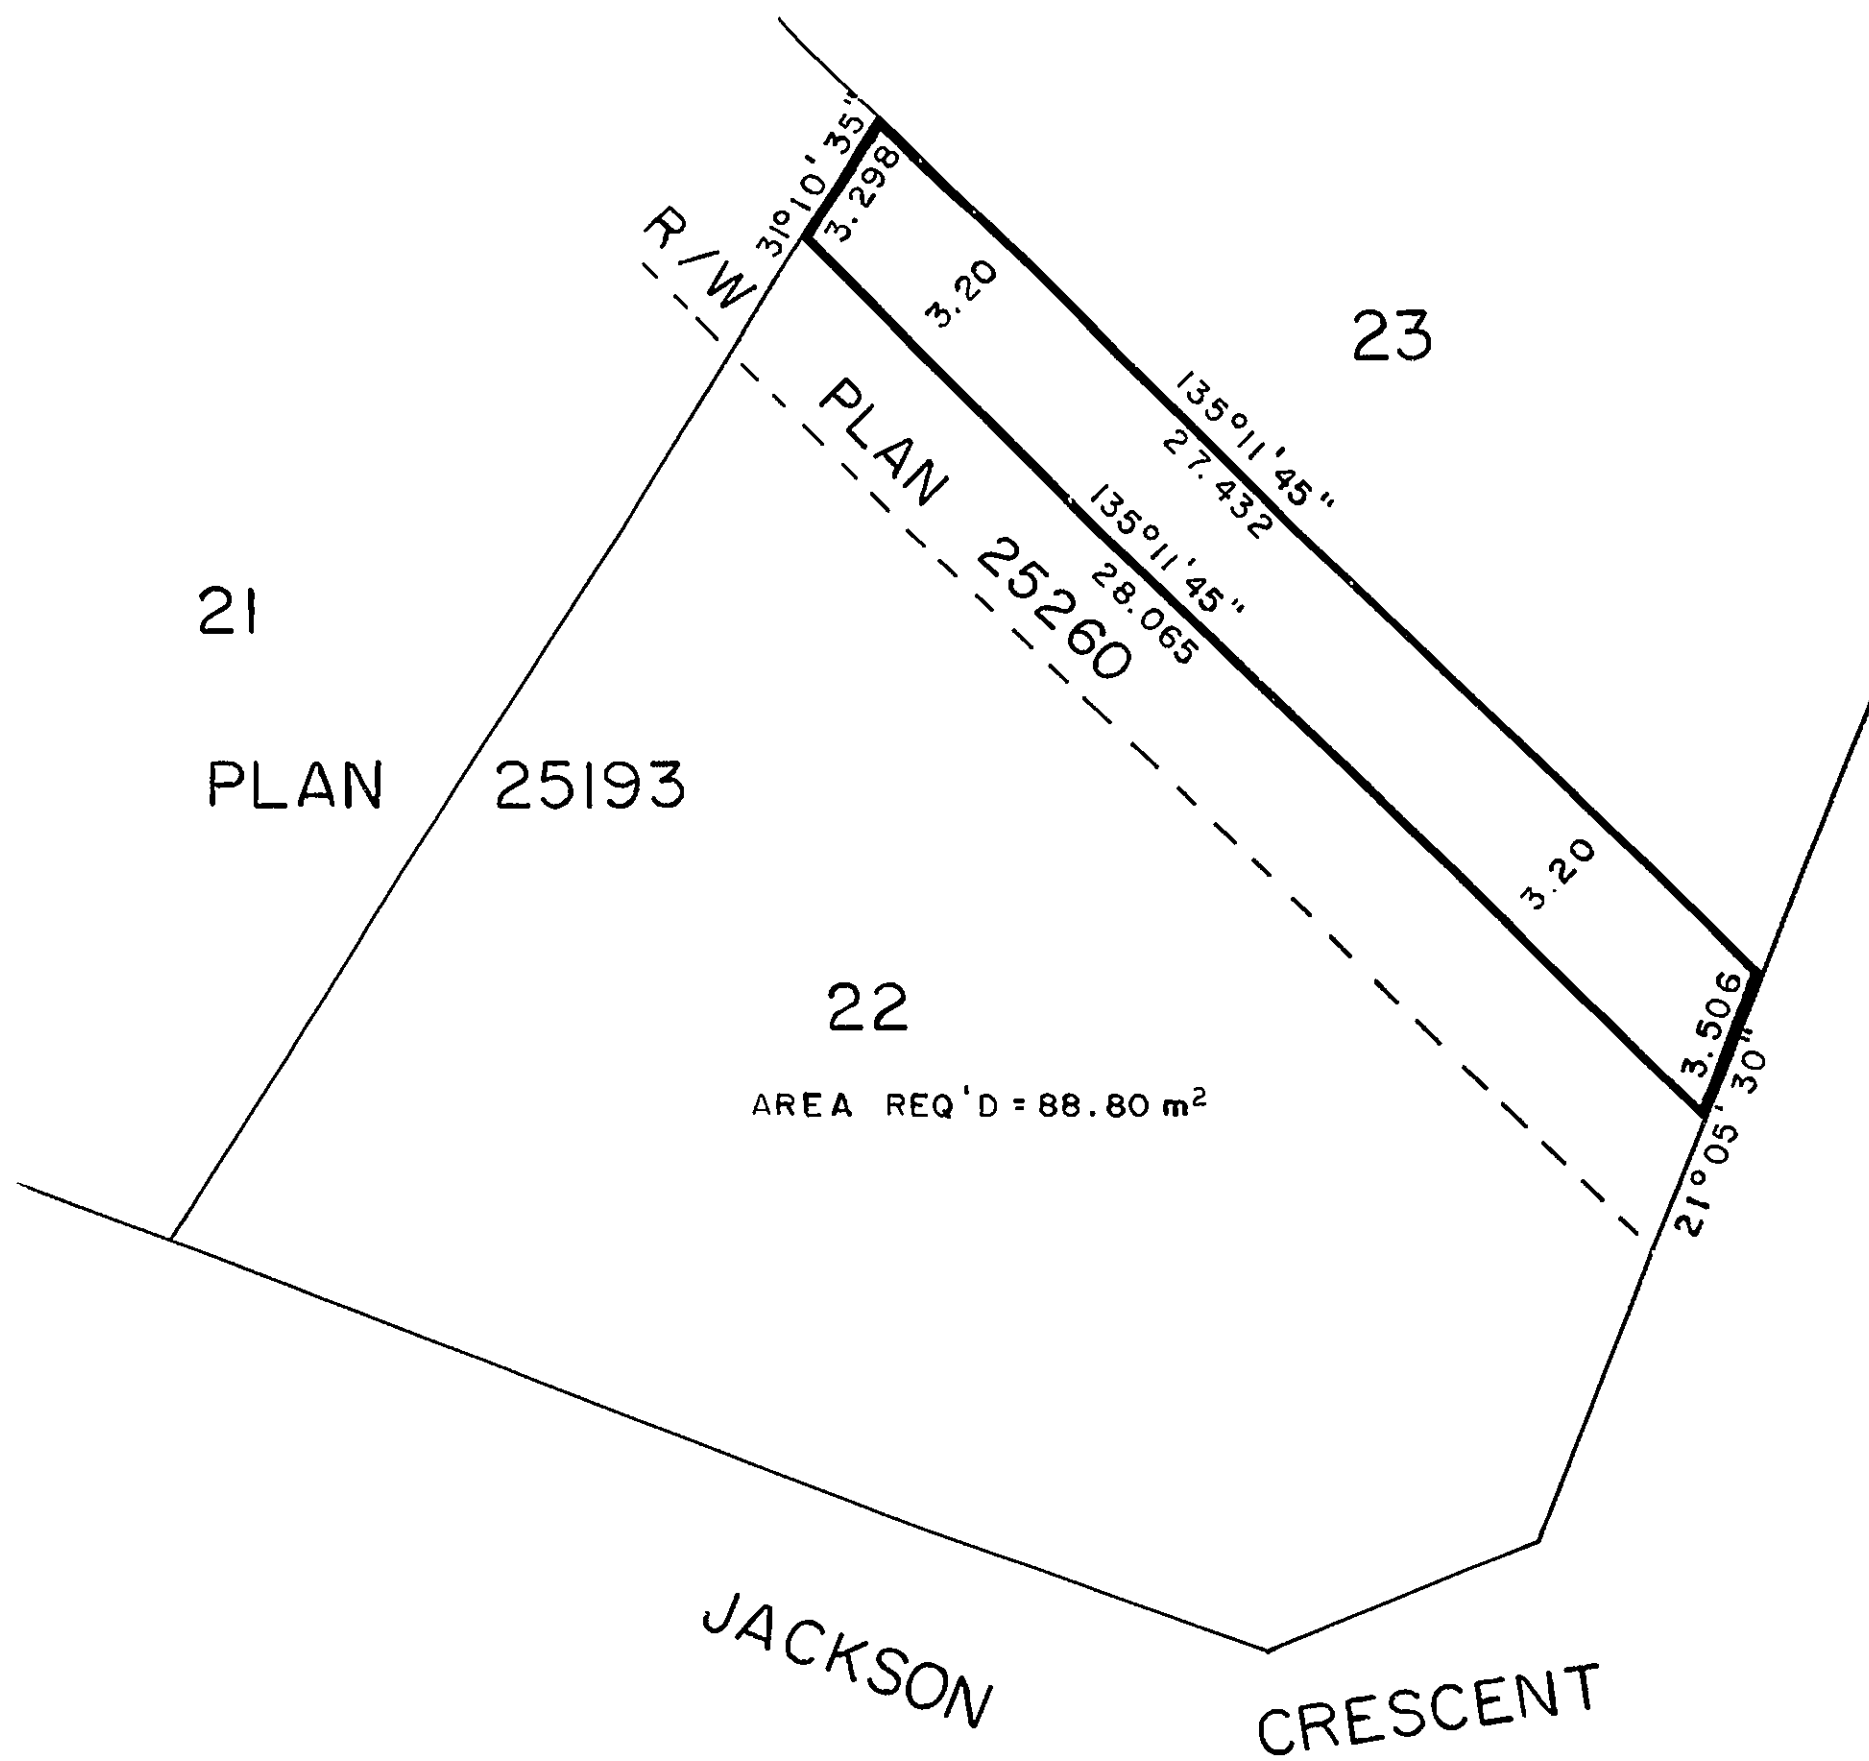 31°10'35"
3.298
R/W
3.20
23
135°11'45"
27.432
PLAN 25260
135°11'45"
28.065
21
PLAN 25193
3.20
22
3.506
AREA REQ'D = 88.80 m²
21°05'30"
JACKSON CRESCENT